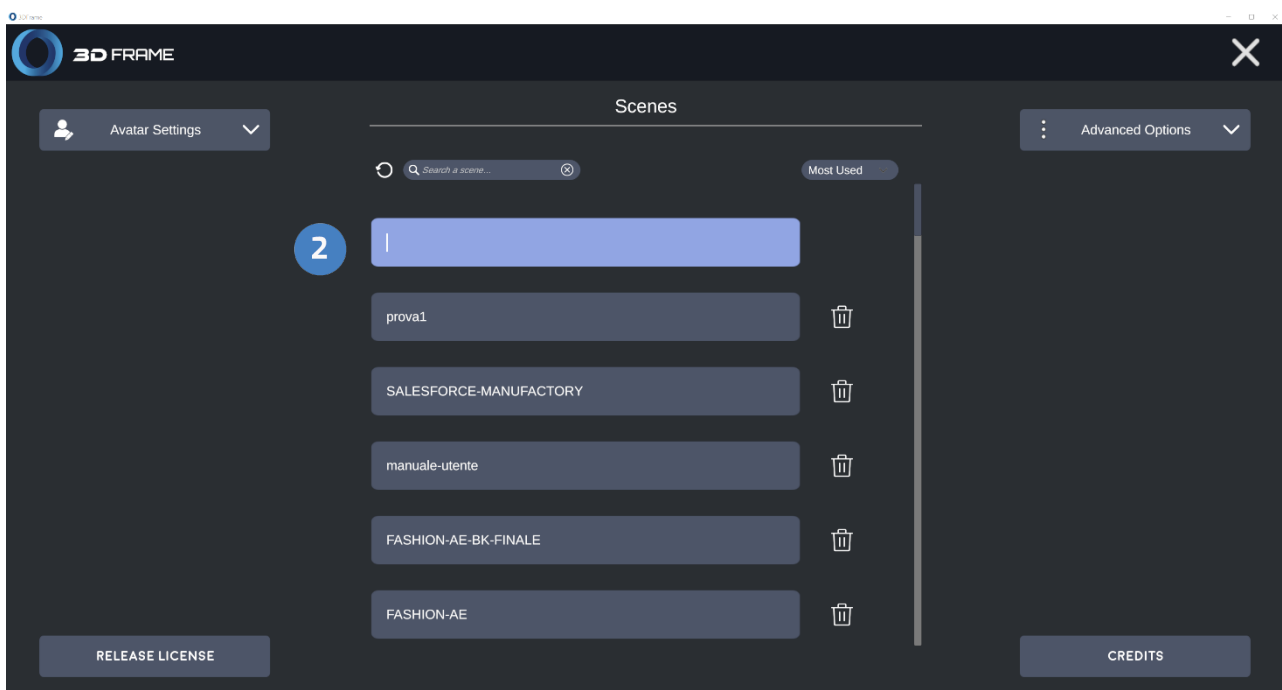 3DFrame
3D FRAME
Scenes
Avatar Settings
Advanced Options
Search a scene...
Most Used
2
prova1
SALESFORCE-MANUFACTORY
manuale-utente
FASHION-AE-BK-FINALE
FASHION-AE
RELEASE LICENSE
CREDITS